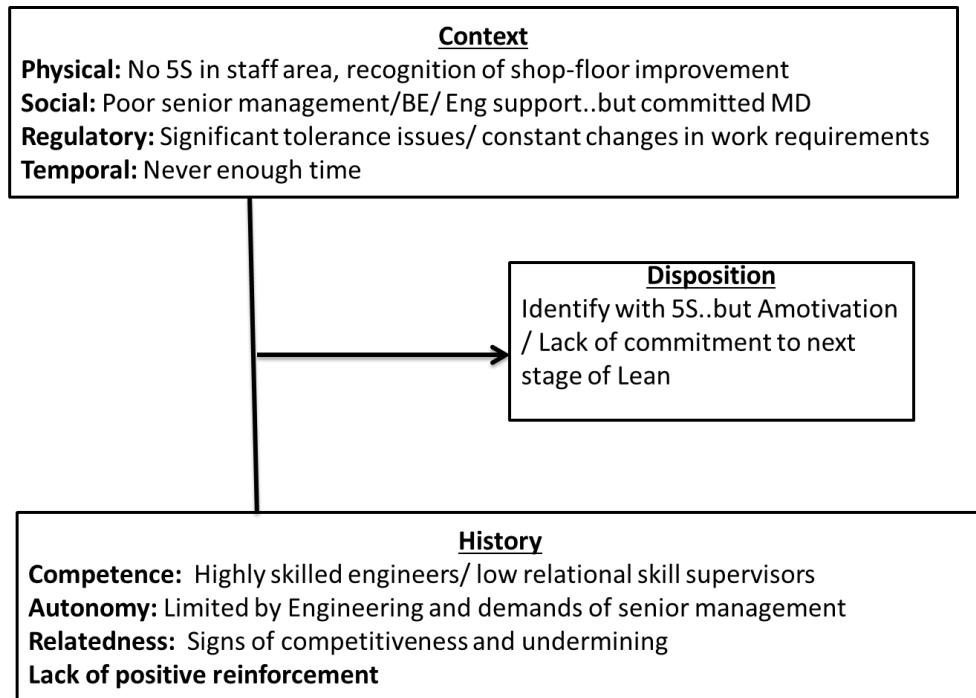 Context
Physical: No 5S in staff area, recognition of shop-floor improvement
Social: Poor senior management/BE/ Eng support..but committed MD
Regulatory: Significant tolerance issues/ constant changes in work requirements
Temporal: Never enough time
Disposition
Identify with 5S..but Amotivation
/ Lack of commitment to next
stage of Lean
History
Competence: Highly skilled engineers/ low relational skill supervisors
Autonomy: Limited by Engineering and demands of senior management
Relatedness: Signs of competitiveness and undermining
Lack of positive reinforcement